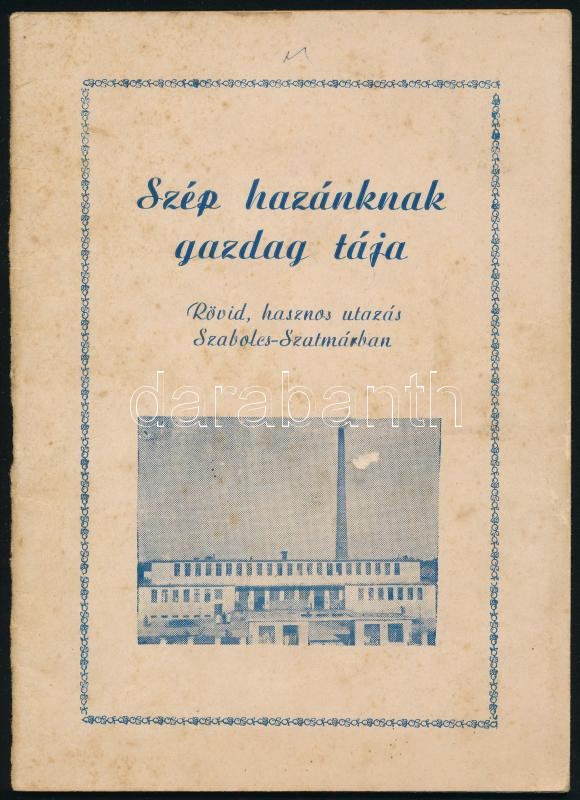 Szép hazánknak
gazdag tája
Rövid, hasznos utazás
Szabolcs-Szatmárban
darabanth